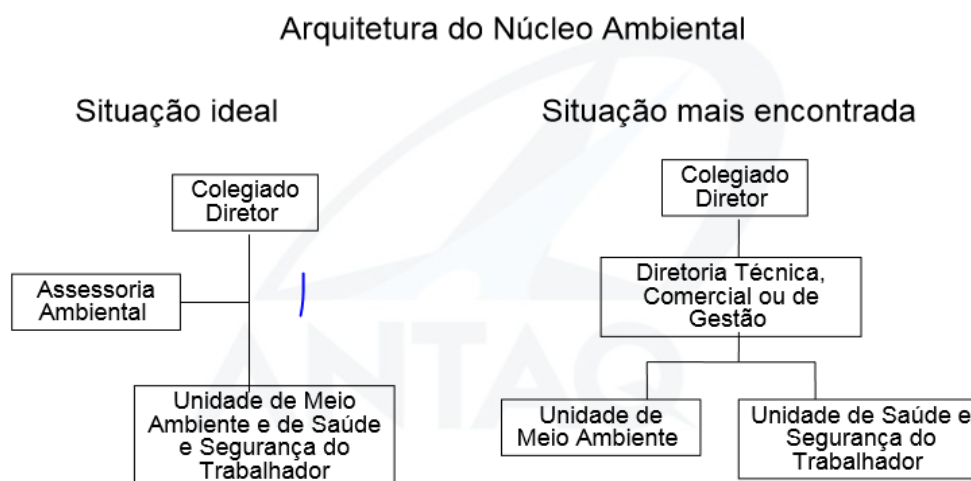 Arquitetura do Núcleo Ambiental
Situação ideal
Colegiado
Diretor
Assessoria
Ambiental
Unidade de Meio
Ambiente e de Saúde
e Segurança do
Trabalhador
Situação mais encontrada
Colegiado
Diretor
Diretoria Técnica,
Comercial ou de
Gestão
Unidade de
Meio Ambiente
Unidade de Saúde e
Segurança do
Trabalhador
ANTAQ